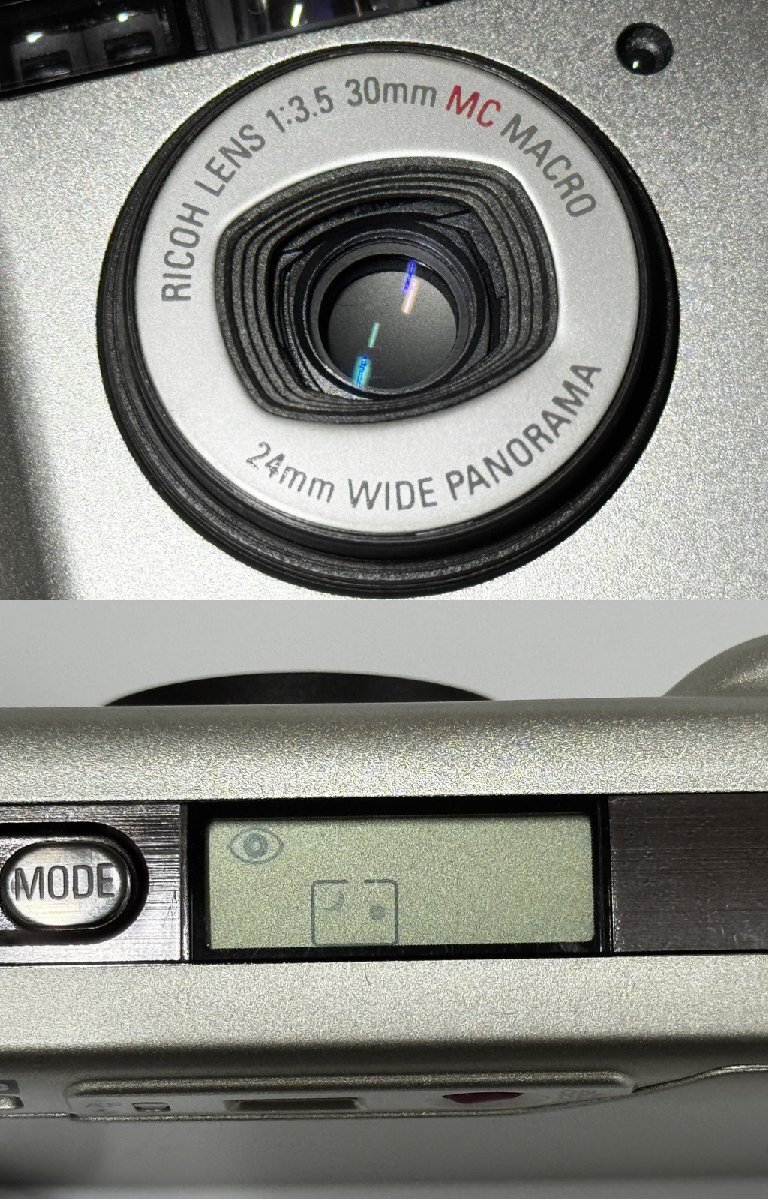 RICOH LENS 1:3.5 30mm MC MACRO
24mm WIDE PANORAMA
MODE